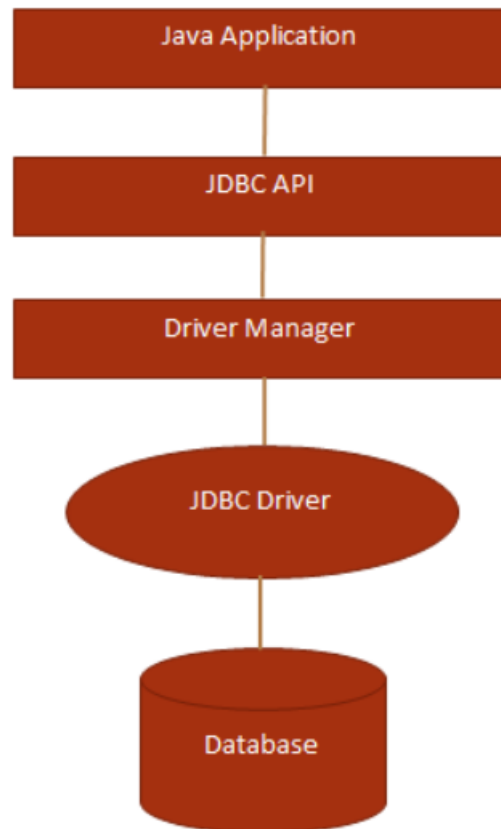 Java Application
JDBC API
Driver Manager
JDBC Driver
Database